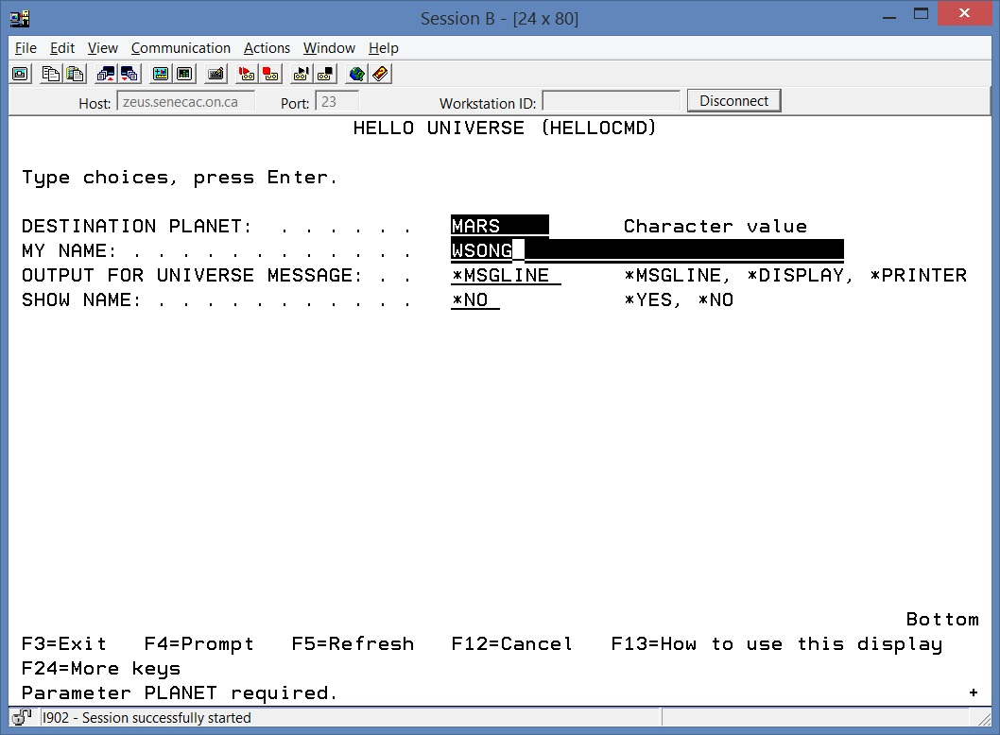 Session B - [24 x 80]
File Edit View Communication Actions Window Help
Host: zeus.senecac.on.ca Port: 23 Workstation ID: Disconnect
HELLO UNIVERSE (HELLOCMD)
Type choices, press Enter.
DESTINATION PLANET: . . . . . . MARS Character value
MY NAME: . . . . . . . . . . . . WSONG
OUTPUT FOR UNIVERSE MESSAGE: . . *MSGLINE *MSGLINE, *DISPLAY, *PRINTER
SHOW NAME: . . . . . . . . . . . *NO *YES, *NO
Bottom
F3=Exit F4=Prompt F5=Refresh F12=Cancel F13=How to use this display
F24=More keys
Parameter PLANET required. +
I902 - Session successfully started